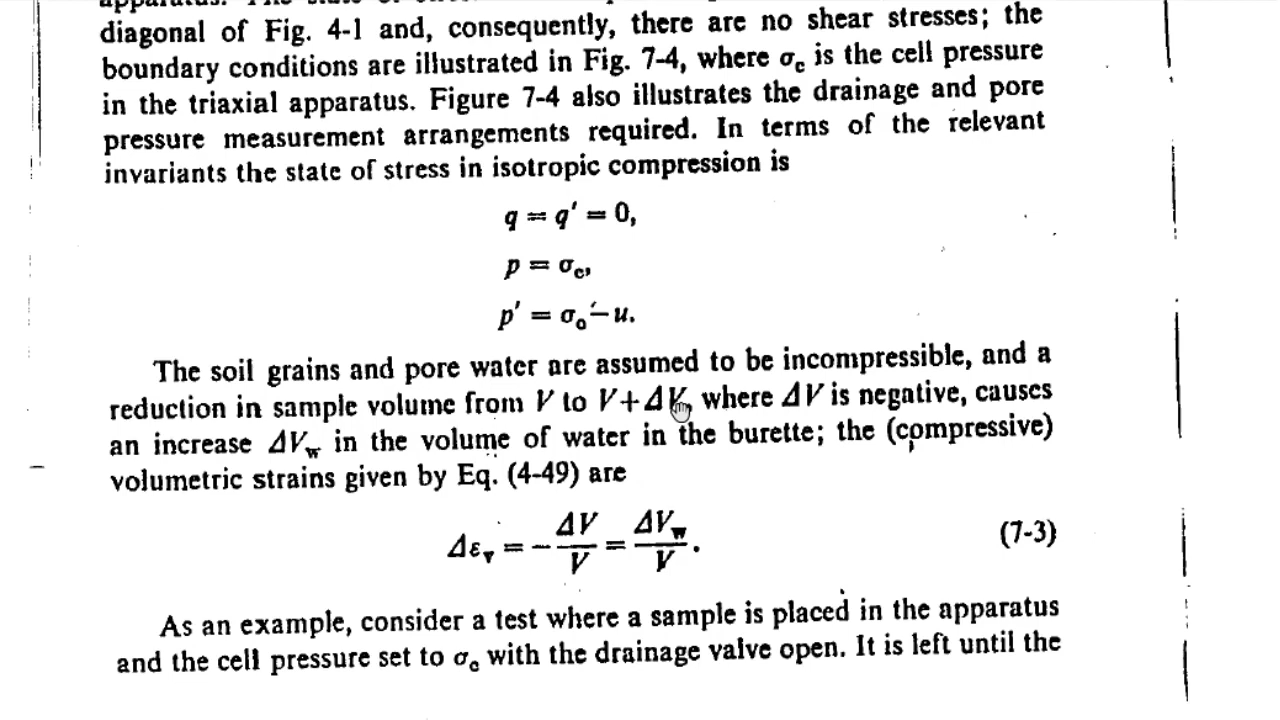 diagonal of Fig. 4-1 and, consequently, there are no shear stresses; the
boundary conditions are illustrated in Fig. 7-4, where σc is the cell pressure
in the triaxial apparatus. Figure 7-4 also illustrates the drainage and pore
pressure measurement arrangements required. In terms of the relevant
invariants the state of stress in isotropic compression is
q = q' = 0,
p = σc,
p' = σo - u.
The soil grains and pore water are assumed to be incompressible, and a
reduction in sample volume from V to V+ΔV, where ΔV is negative, causes
an increase ΔVw in the volume of water in the burette; the (compressive)
volumetric strains given by Eq. (4-49) are
Δεv = -ΔV/V = ΔVw/V. (7-3)
As an example, consider a test where a sample is placed in the apparatus
and the cell pressure set to σc with the drainage valve open. It is left until the